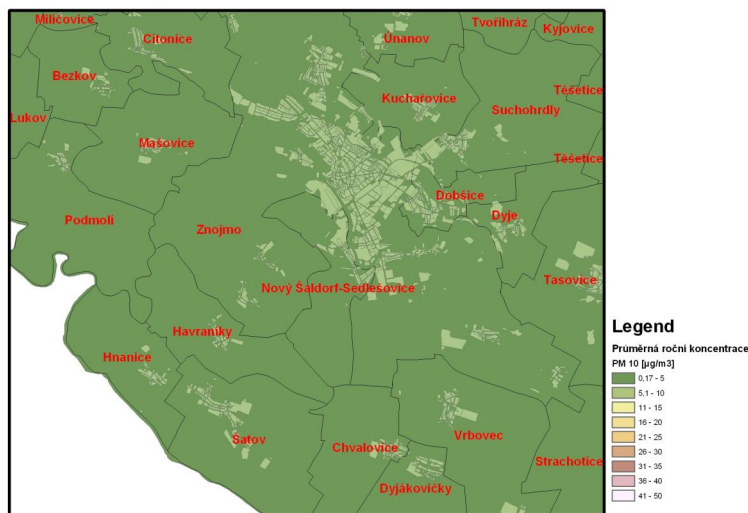 Milíčovice
Citonice
Únanov
Tvořihráz
Kyjovice
Bezkov
Kuchařovice
Těšetice
Lukov
Suchohrdly
Mašovice
Těšetice
Podmolí
Znojmo
Dobšice
Dyje
Tasovice
Nový Šaldorf-Sedlešovice
Havraníky
Hnanice
Šatov
Chvalovice
Vrbovec
Strachotice
Dyjákovičky
Legend
Průměrná roční koncentrace
PM 10 [µg/m3]
0,17 - 5
5,1 - 10
11 - 15
16 - 20
21 - 25
26 - 30
31 - 35
36 - 40
41 - 50